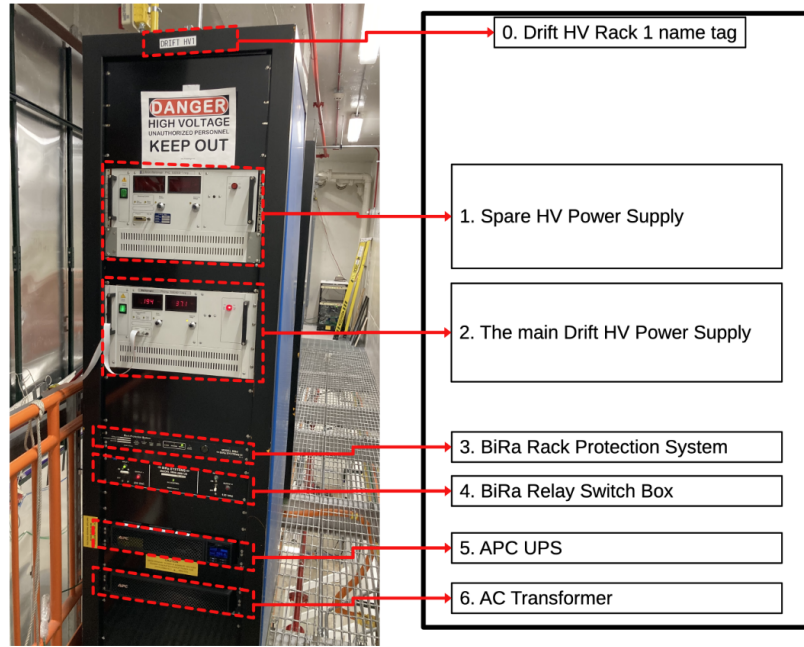 DRIFT HV1
0. Drift HV Rack 1 name tag
DANGER
HIGH VOLTAGE
UNAUTHORIZED PERSONNEL
KEEP OUT
1. Spare HV Power Supply
2. The main Drift HV Power Supply
3. BiRa Rack Protection System
4. BiRa Relay Switch Box
APC
5. APC UPS
APC
6. AC Transformer